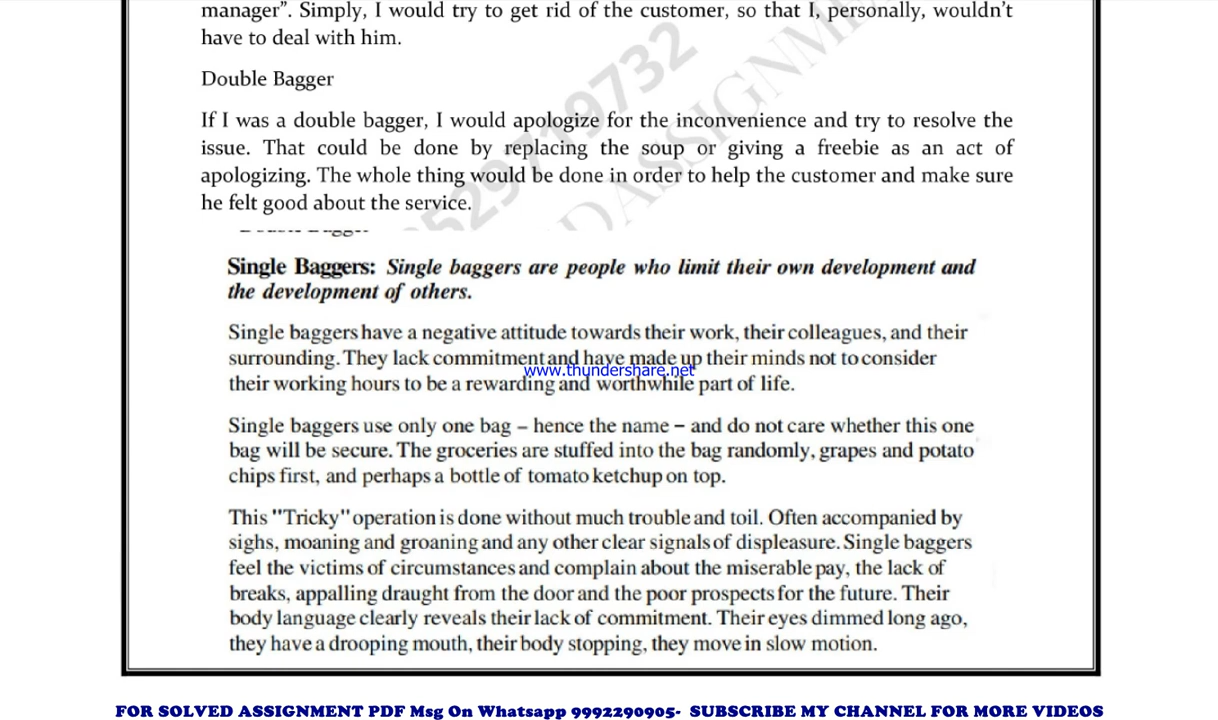 manager”. Simply, I would try to get rid of the customer, so that I, personally, wouldn’t
have to deal with him.
Double Bagger
If I was a double bagger, I would apologize for the inconvenience and try to resolve the
issue. That could be done by replacing the soup or giving a freebie as an act of
apologizing. The whole thing would be done in order to help the customer and make sure
he felt good about the service.
Single Baggers: Single baggers are people who limit their own development and
the development of others.
Single baggers have a negative attitude towards their work, their colleagues, and their
surrounding. They lack commitment and have made up their minds not to consider
www.thundershare.net
their working hours to be a rewarding and worthwhile part of life.
Single baggers use only one bag – hence the name – and do not care whether this one
bag will be secure. The groceries are stuffed into the bag randomly, grapes and potato
chips first, and perhaps a bottle of tomato ketchup on top.
This "Tricky" operation is done without much trouble and toil. Often accompanied by
sighs, moaning and groaning and any other clear signals of displeasure. Single baggers
feel the victims of circumstances and complain about the miserable pay, the lack of
breaks, appalling draught from the door and the poor prospects for the future. Their
body language clearly reveals their lack of commitment. Their eyes dimmed long ago,
they have a drooping mouth, their body stopping, they move in slow motion.
FOR SOLVED ASSIGNMENT PDF Msg On Whatsapp 9992290905- SUBSCRIBE MY CHANNEL FOR MORE VIDEOS